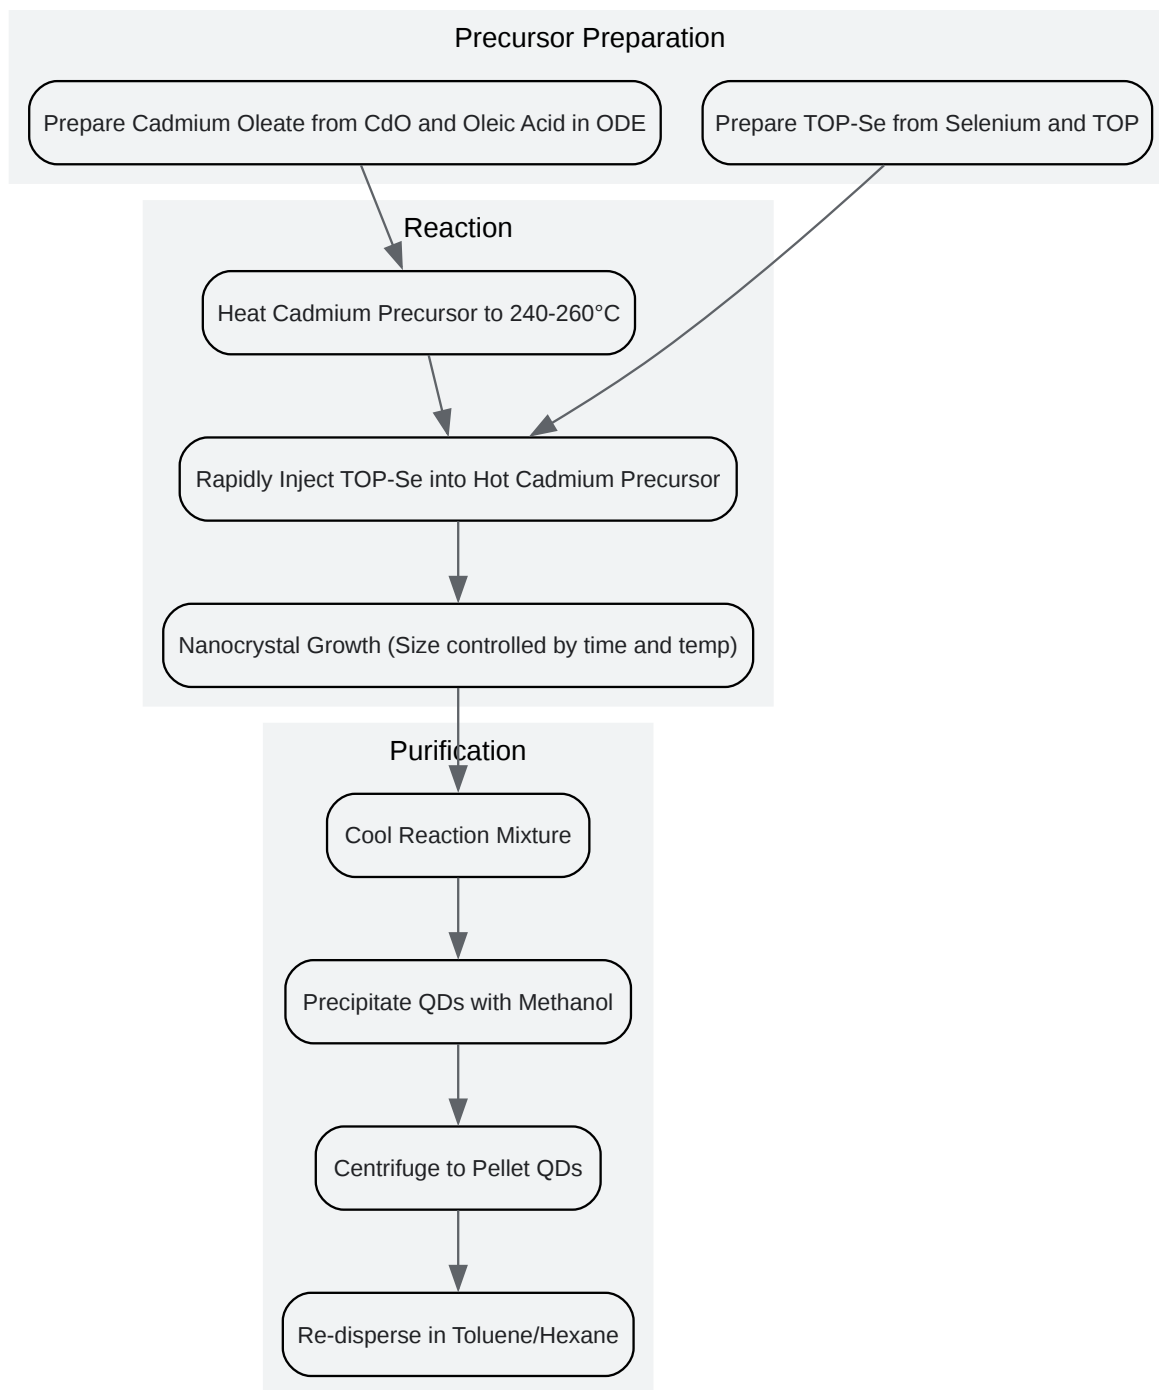 Precursor Preparation
Prepare Cadmium Oleate from CdO and Oleic Acid in ODE
Prepare TOP-Se from Selenium and TOP
Reaction
Heat Cadmium Precursor to 240-260°C
Rapidly Inject TOP-Se into Hot Cadmium Precursor
Nanocrystal Growth (Size controlled by time and temp)
Purification
Cool Reaction Mixture
Precipitate QDs with Methanol
Centrifuge to Pellet QDs
Re-disperse in Toluene/Hexane